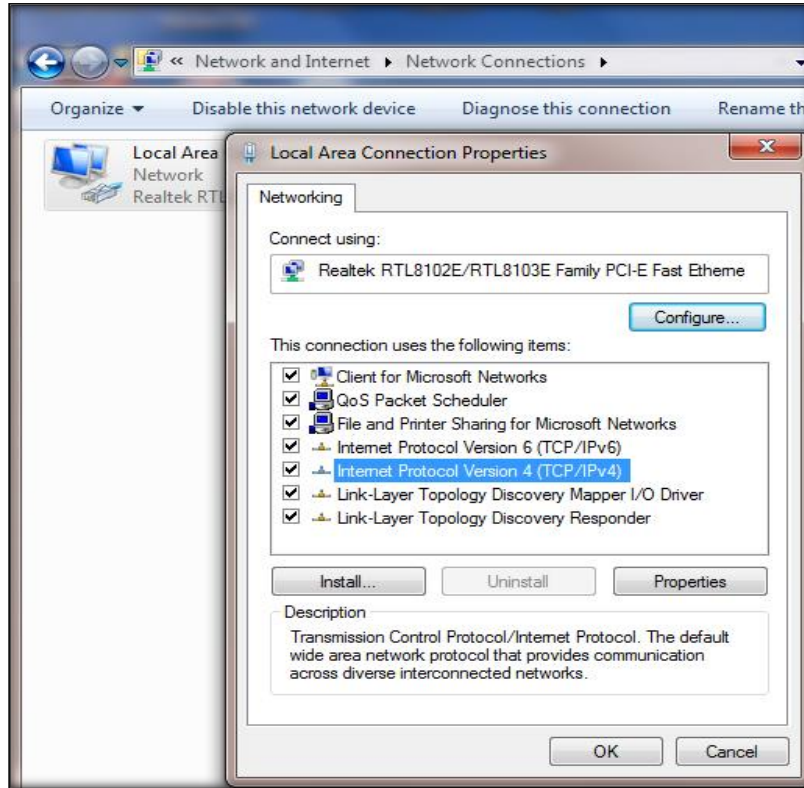 « Network and Internet ▸ Network Connections ▸
Organize ▾ Disable this network device Diagnose this connection Rename th
Local Area
Network
Realtek RTL
Local Area Connection Properties
Networking
Connect using:
Realtek RTL8102E/RTL8103E Family PCI-E Fast Etherne
Configure...
This connection uses the following items:
Client for Microsoft Networks
QoS Packet Scheduler
File and Printer Sharing for Microsoft Networks
Internet Protocol Version 6 (TCP/IPv6)
Internet Protocol Version 4 (TCP/IPv4)
Link-Layer Topology Discovery Mapper I/O Driver
Link-Layer Topology Discovery Responder
Install... Uninstall Properties
Description
Transmission Control Protocol/Internet Protocol. The default
wide area network protocol that provides communication
across diverse interconnected networks.
OK Cancel